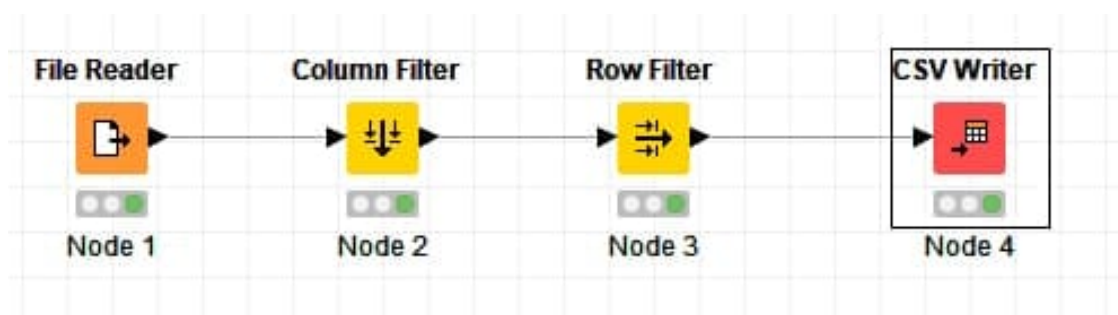 File Reader
Column Filter
Row Filter
CSV Writer
Node 1
Node 2
Node 3
Node 4